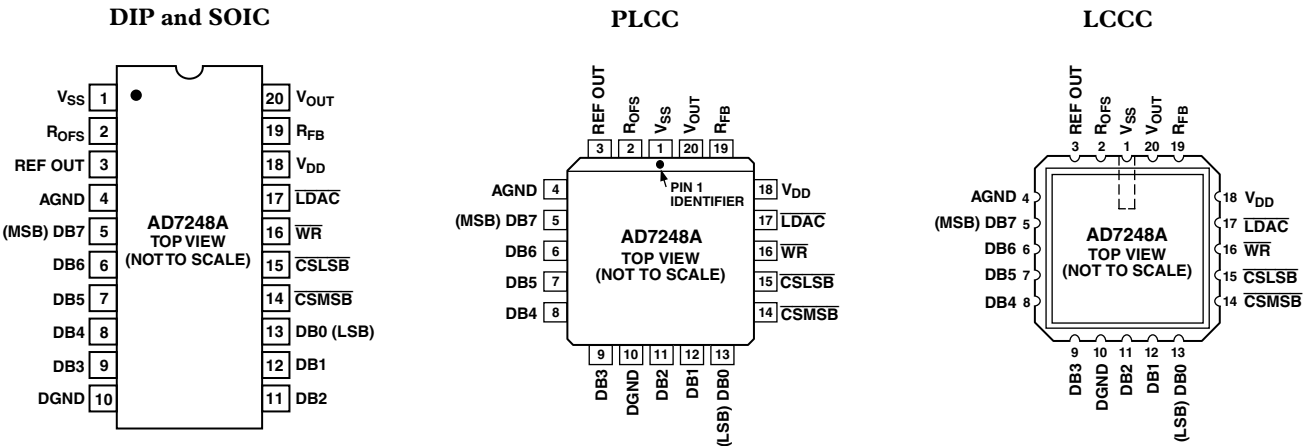 DIP and SOIC
VSS 1
ROFS 2
REF OUT 3
AGND 4
(MSB) DB7 5
DB6 6
DB5 7
DB4 8
DB3 9
DGND 10
20 VOUT
19 RFB
18 VDD
17 LDAC
16 WR
15 CSLSB
14 CSMSB
13 DB0 (LSB)
12 DB1
11 DB2
AD7248A
TOP VIEW
(NOT TO SCALE)
PLCC
REF OUT
ROFS
VSS
VOUT
RFB
3 2 1 20 19
PIN 1
IDENTIFIER
AGND 4
(MSB) DB7 5
DB6 6
DB5 7
DB4 8
18 VDD
17 LDAC
16 WR
15 CSLSB
14 CSMSB
AD7248A
TOP VIEW
(NOT TO SCALE)
9 10 11 12 13
DB3
DGND
DB2
DB1
(LSB) DB0
LCCC
REF OUT
ROFS
VSS
VOUT
RFB
3 2 1 20 19
AGND 4
(MSB) DB7 5
DB6 6
DB5 7
DB4 8
18 VDD
17 LDAC
16 WR
15 CSLSB
14 CSMSB
AD7248A
TOP VIEW
(NOT TO SCALE)
9 10 11 12 13
DB3
DGND
DB2
DB1
(LSB) DB0